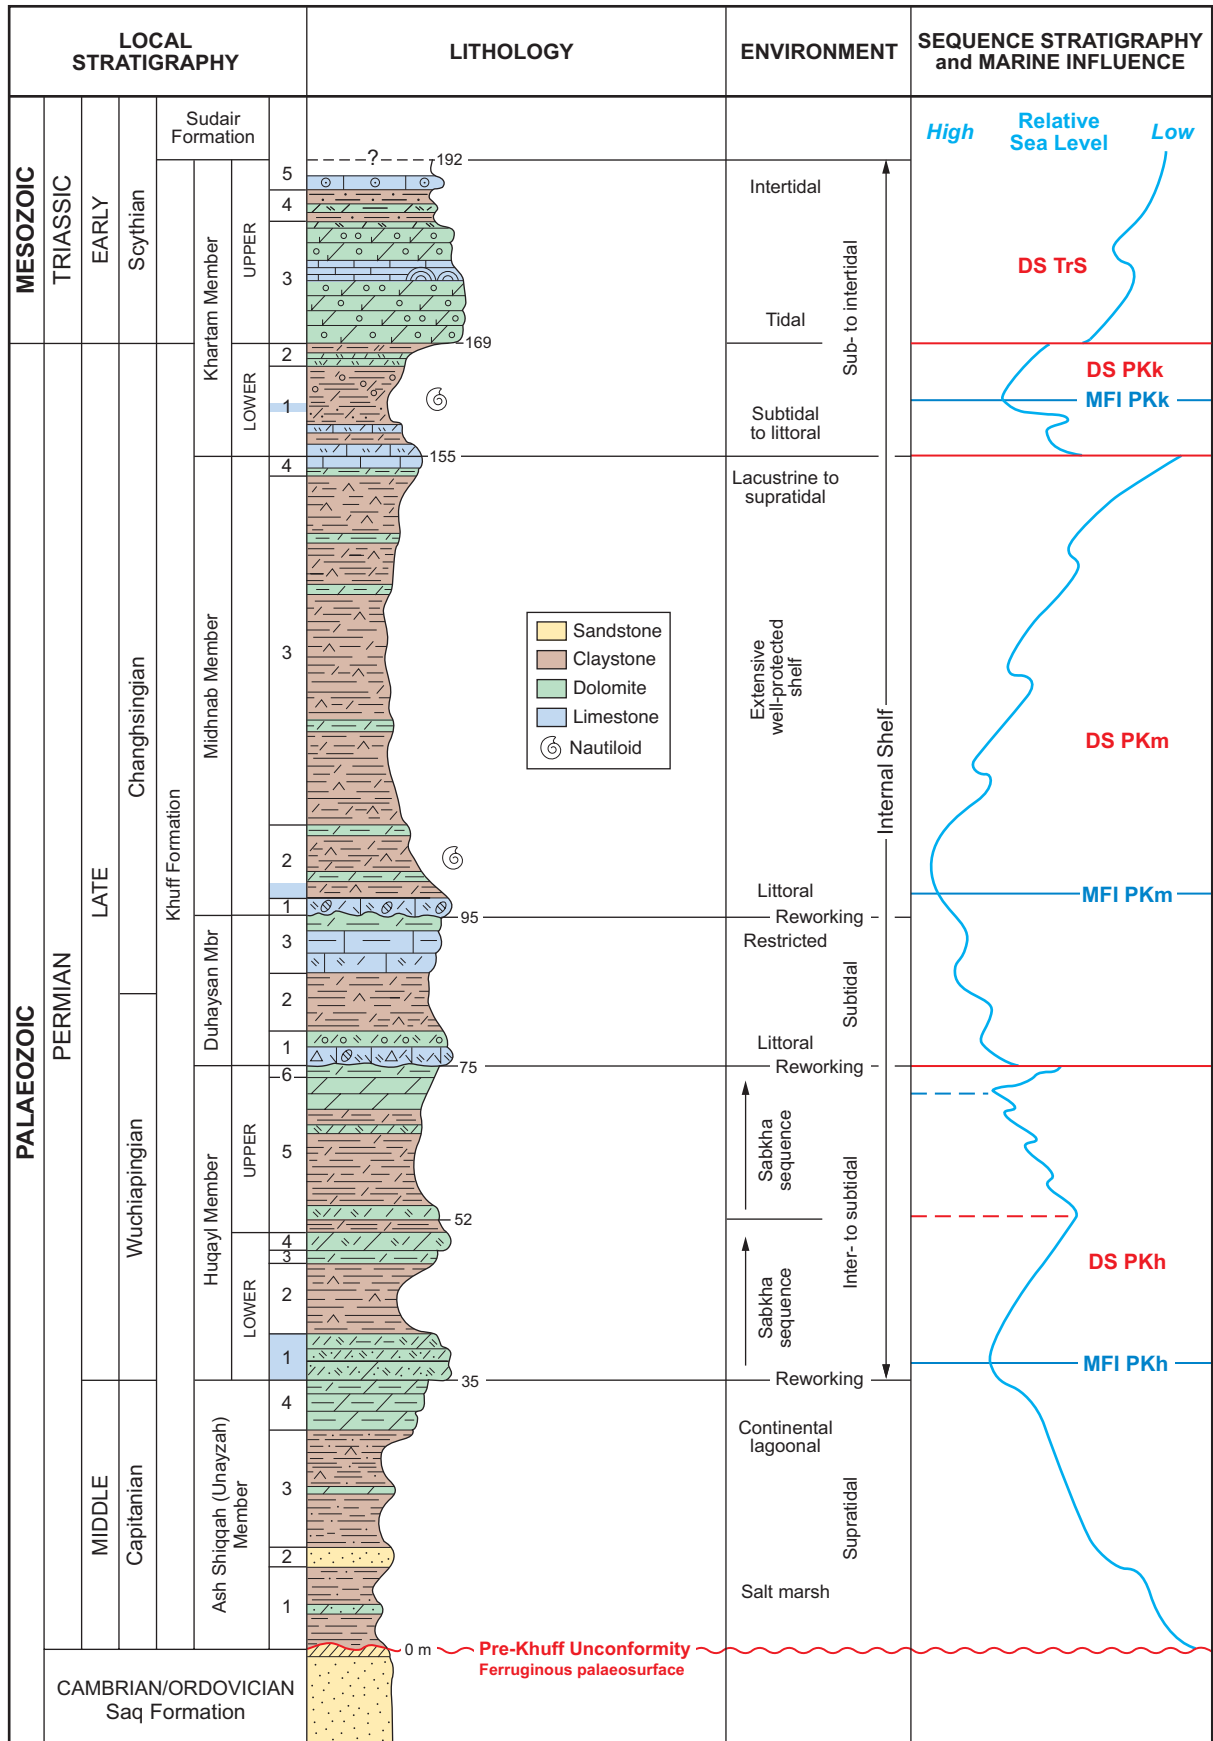 LOCAL
STRATIGRAPHY
LITHOLOGY
ENVIRONMENT
SEQUENCE STRATIGRAPHY
and MARINE INFLUENCE
MESOZOIC
TRIASSIC
EARLY
Scythian
Sudair
Formation
Khartam Member
UPPER
5
4
3
?
192
169
Intertidal
Tidal
Sub- to intertidal
High
Relative
Sea Level
Low
DS TrS
PALAEOZOIC
PERMIAN
LATE
Changhsingian
Khuff Formation
LOWER
2
1
155
Subtidal
to littoral
DS PKk
MFI PKk
Midhnab Member
4
3
2
1
95
Lacustrine to
supratidal
Extensive
well-protected
shelf
Internal Shelf
Littoral
Reworking
DS PKm
MFI PKm
Sandstone
Claystone
Dolomite
Limestone
Nautiloid
Duhaysan Mbr
3
2
1
75
Restricted
Subtidal
Littoral
Reworking
Wuchiapingian
Huqayl Member
UPPER
6
5
52
Sabkha
sequence
Inter- to subtidal
LOWER
4
3
2
1
35
Sabkha
sequence
Reworking
DS PKh
MFI PKh
MIDDLE
Capitanian
Ash Shiqqah (Unayzah)
Member
4
3
2
1
Continental
lagoonal
Supratidal
Salt marsh
0 m
Pre-Khuff Unconformity
Ferruginous palaeosurface
CAMBRIAN/ORDOVICIAN
Saq Formation